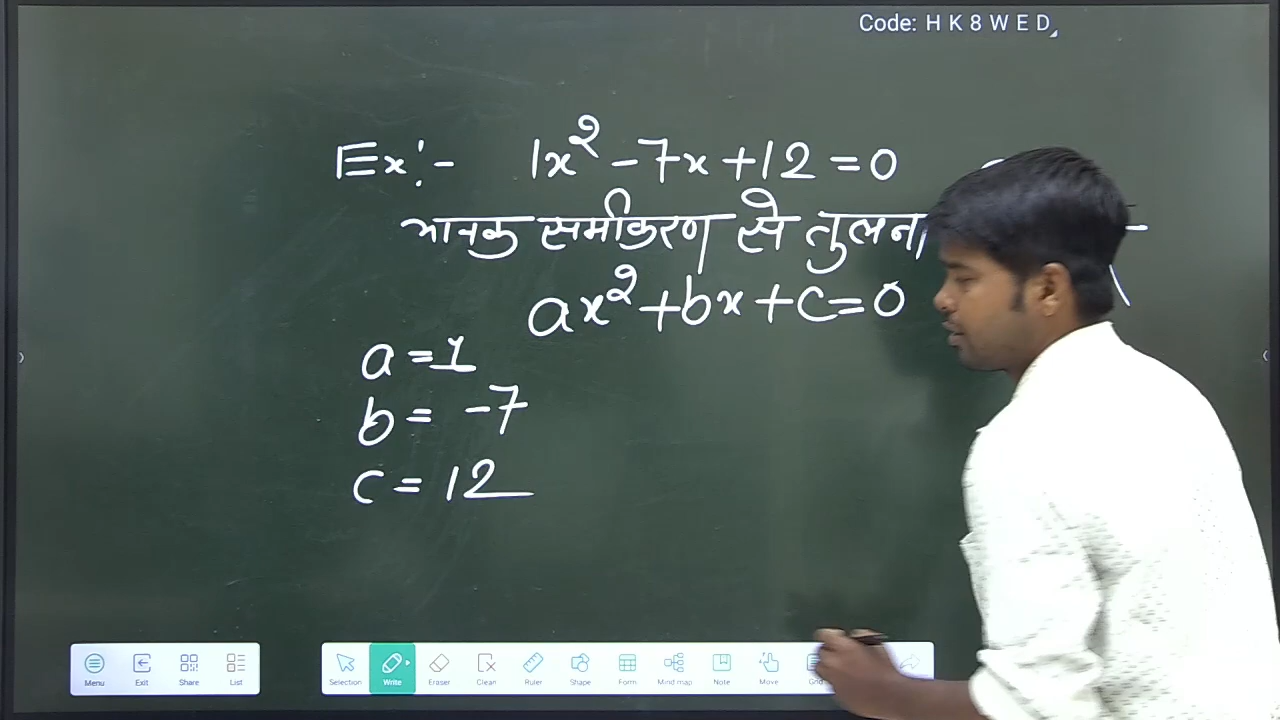 Code: H K 8 W E D
Ex:- 1x² -7x +12 = 0
मानक समीकरण से तुलना
ax² + bx + c = 0
a = 1
b = -7
c = 12
Menu Exit Share List Selection Write Eraser Clean Ruler Shape Form Mind map Note Move Grid